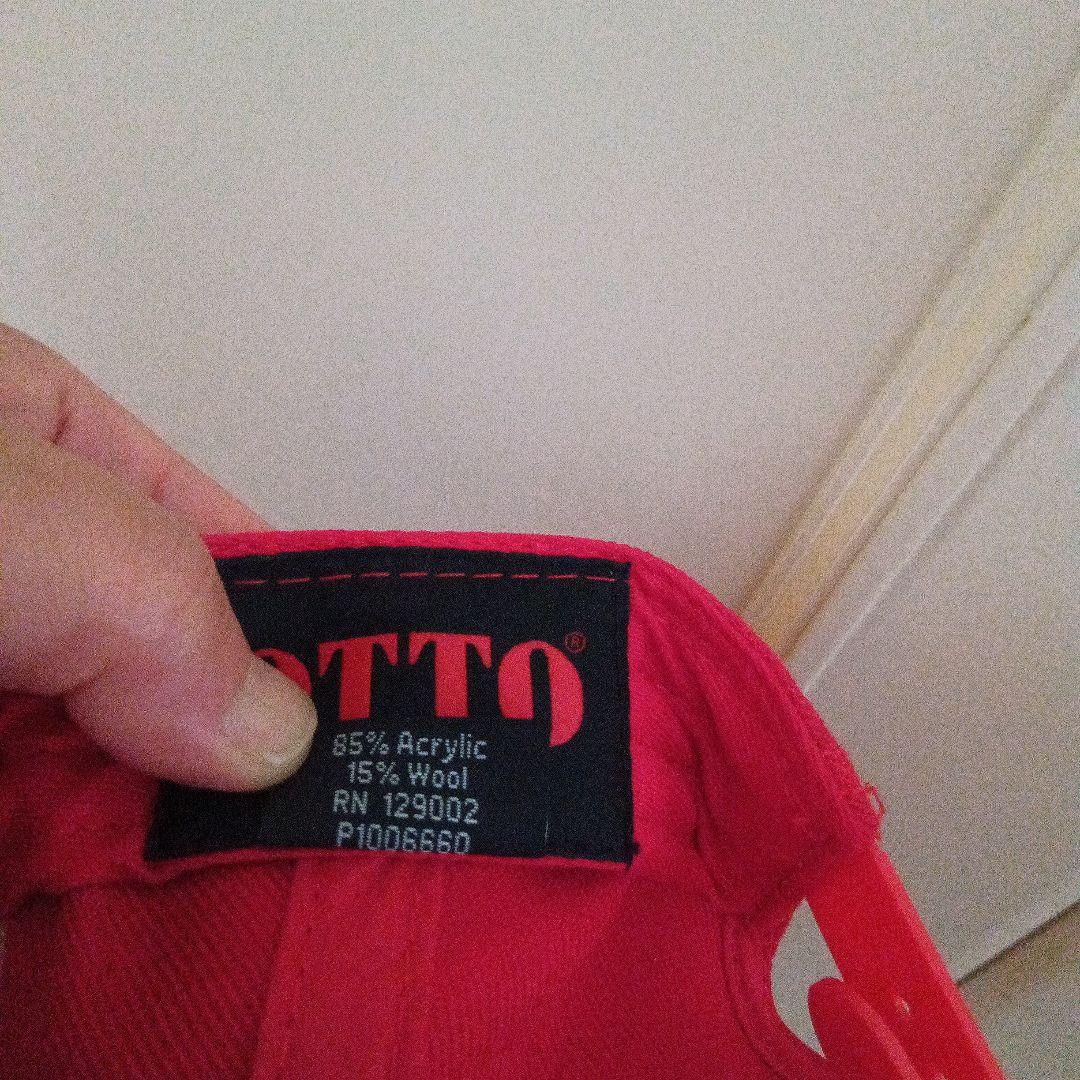 OTTO®
85% Acrylic
15% Wool
RN 129002
P1006660